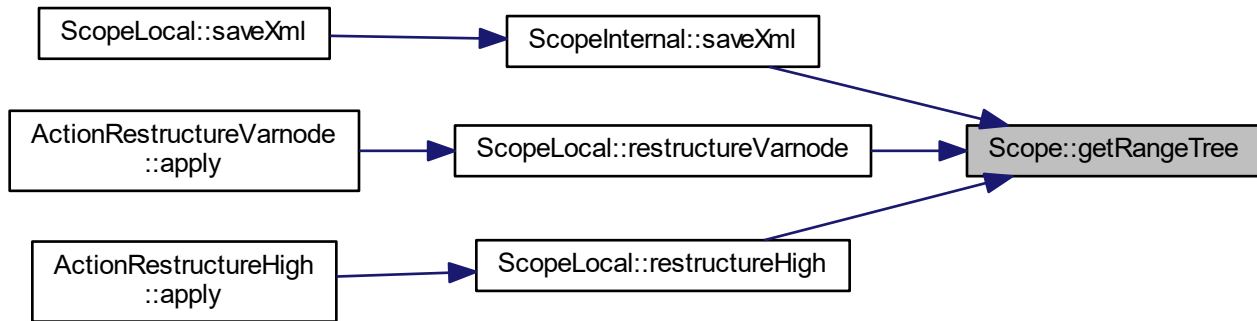 ScopeLocal::saveXml
ScopeInternal::saveXml
ActionRestructureVarnode
::apply
ScopeLocal::restructureVarnode
Scope::getRangeTree
ActionRestructureHigh
::apply
ScopeLocal::restructureHigh